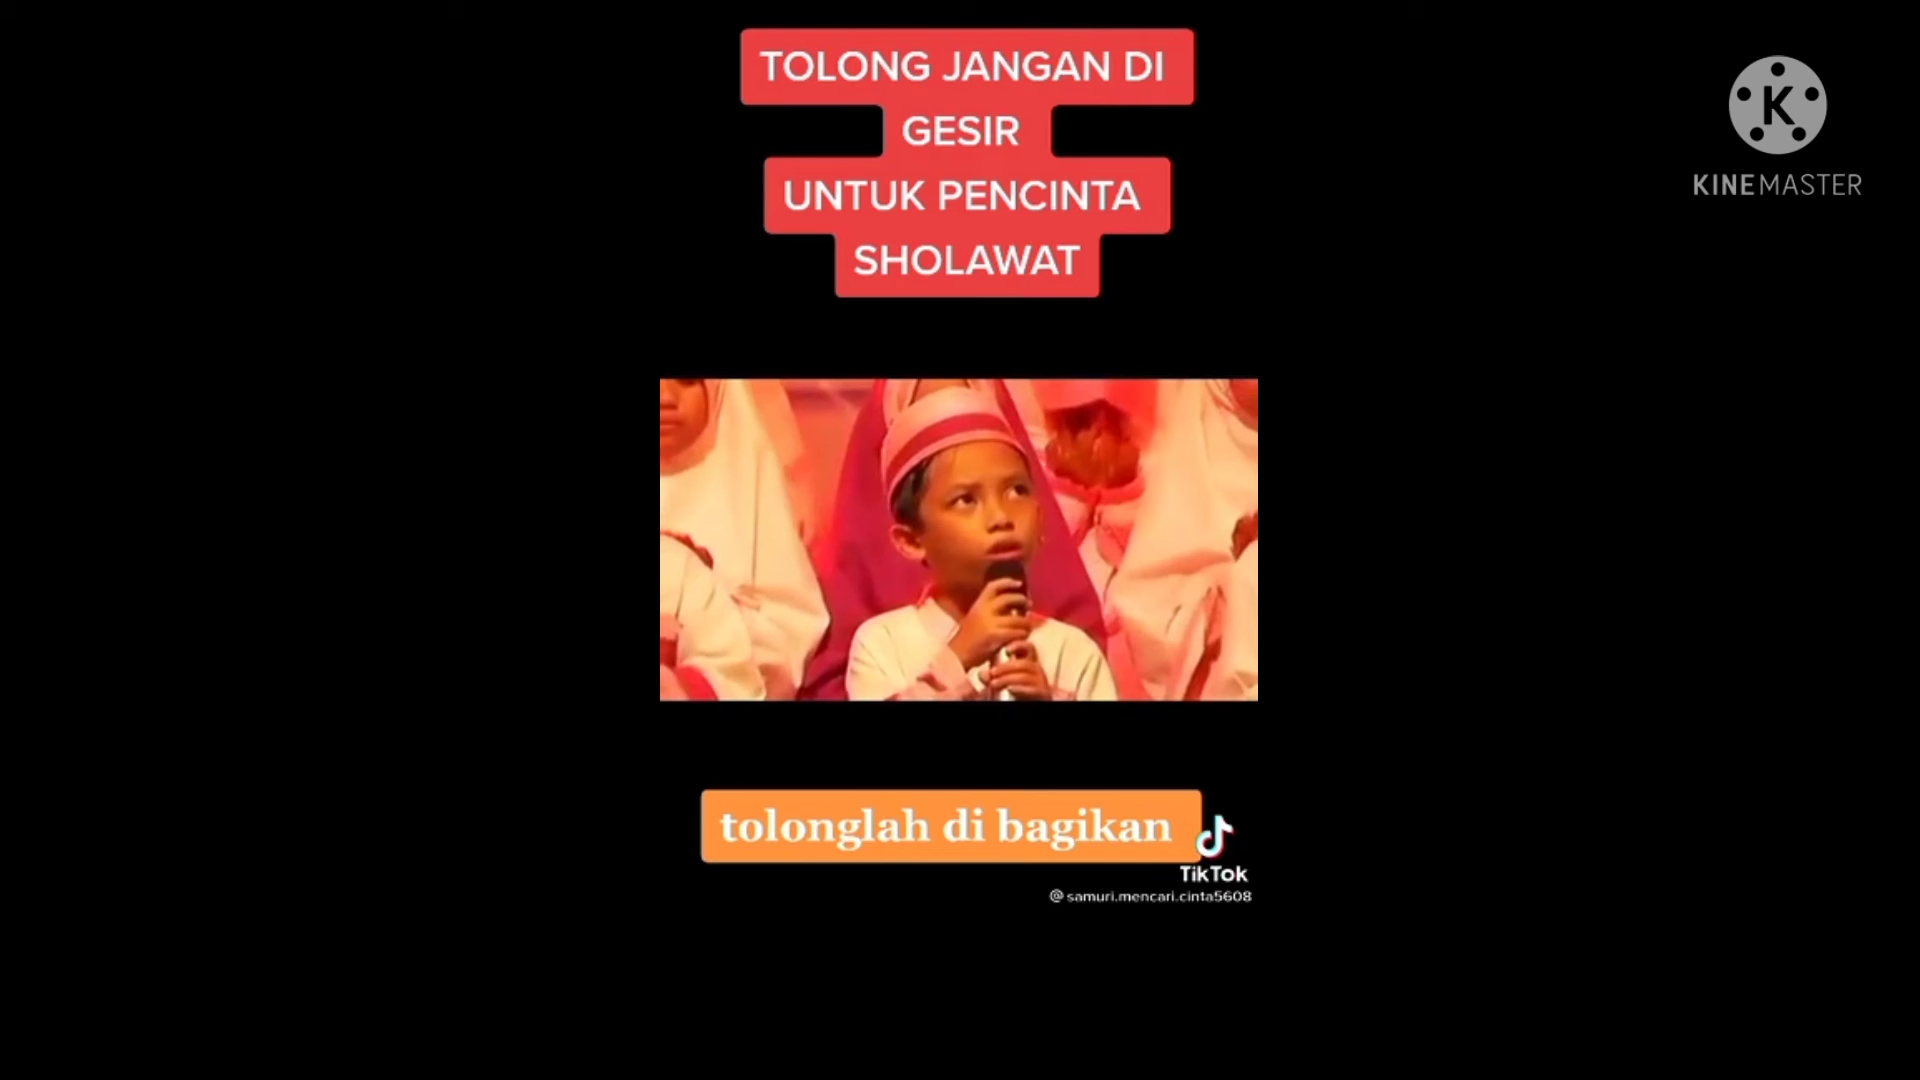 TOLONG JANGAN DI
GESIR
UNTUK PENCINTA
SHOLAWAT
K
KINEMASTER
tolonglah di bagikan
TikTok
@samuri.mencari.cinta5608